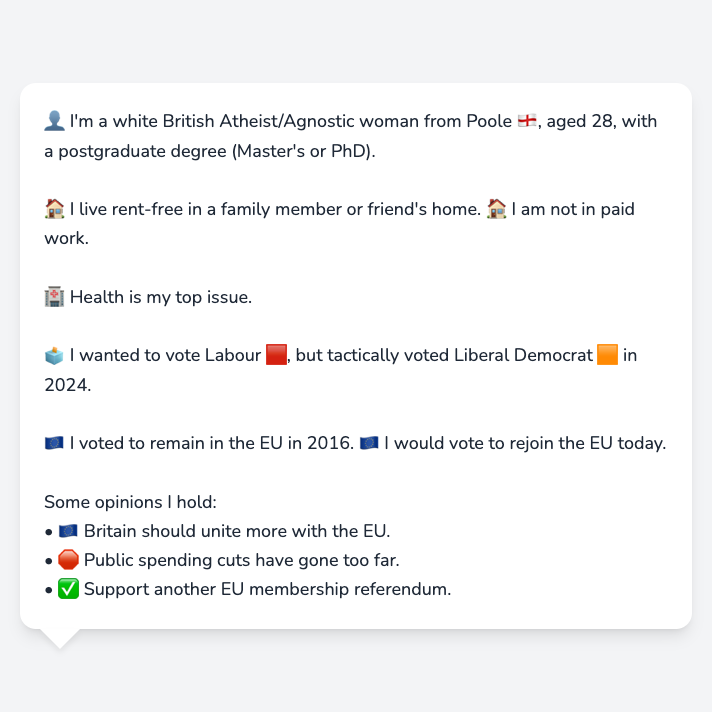 👤 I'm a white British Atheist/Agnostic woman from Poole 🏴󠁧󠁢󠁥󠁮󠁧󠁿, aged 28, with
a postgraduate degree (Master's or PhD).
🏠 I live rent-free in a family member or friend's home. 🏠 I am not in paid
work.
🏥 Health is my top issue.
🗳️ I wanted to vote Labour 🟥, but tactically voted Liberal Democrat 🟧 in
2024.
🇪🇺 I voted to remain in the EU in 2016. 🇪🇺 I would vote to rejoin the EU today.
Some opinions I hold:
• 🇪🇺 Britain should unite more with the EU.
• 🛑 Public spending cuts have gone too far.
• ✅ Support another EU membership referendum.